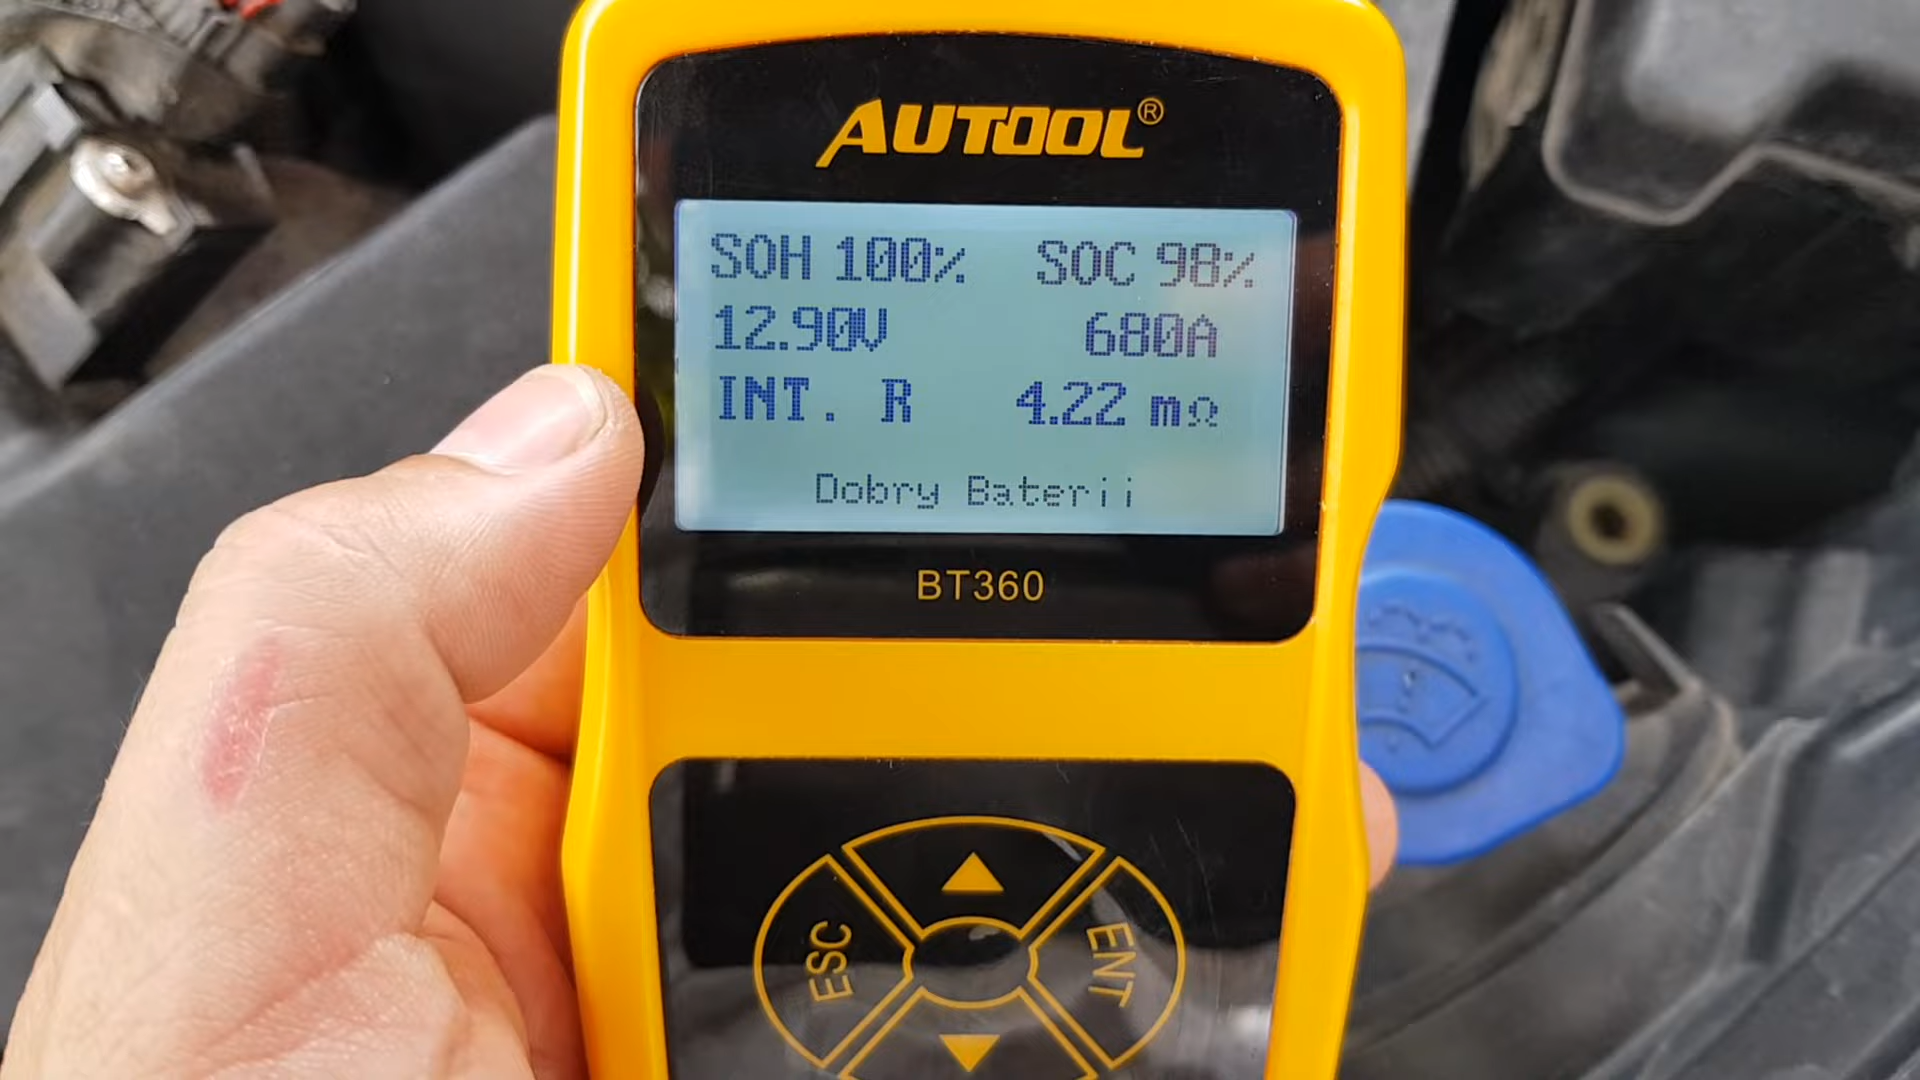 AUTOOL®
SOH 100% SOC 98%
12.90V 680A
INT. R 4.22 mΩ
Dobry Baterii
BT360
ESC ENT